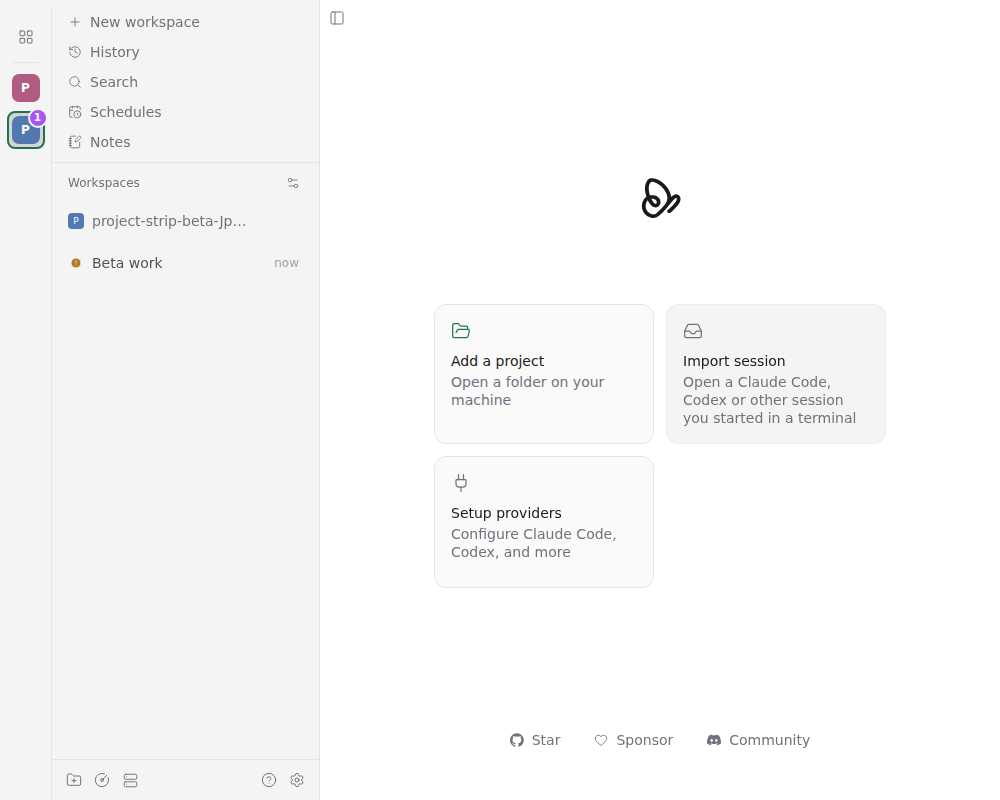 New workspace
History
P
Search
Schedules
1
P
Notes
Workspaces
P project-strip-beta-Jp…
Beta work now
Add a project
Open a folder on your
machine
Import session
Open a Claude Code,
Codex or other session
you started in a terminal
Setup providers
Configure Claude Code,
Codex, and more
Star Sponsor Community